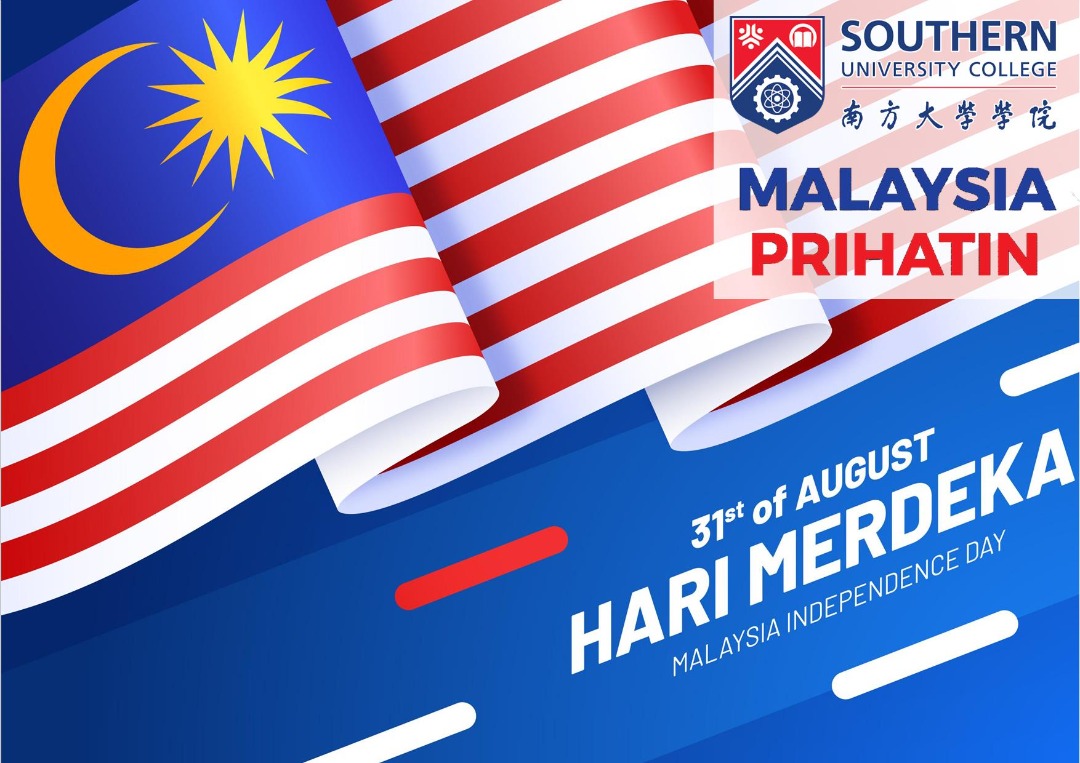 SOUTHERN
UNIVERSITY COLLEGE
南方大學學院
MALAYSIA
PRIHATIN
31st of AUGUST
HARI MERDEKA
MALAYSIA INDEPENDENCE DAY